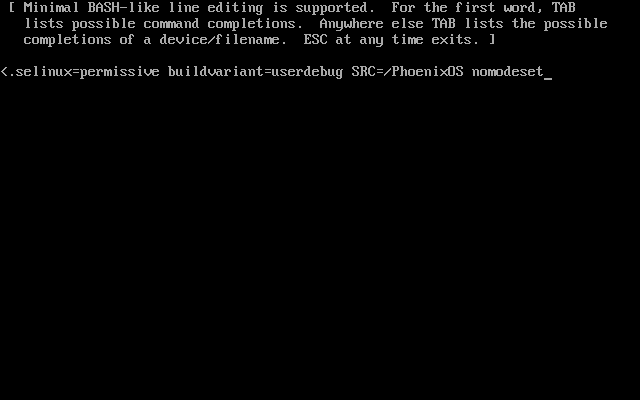 [ Minimal BASH-like line editing is supported.  For the first word, TAB
lists possible command completions.  Anywhere else TAB lists the possible
completions of a device/filename.  ESC at any time exits. ]
<.selinux=permissive buildvariant=userdebug SRC=/PhoenixOS nomodeset_